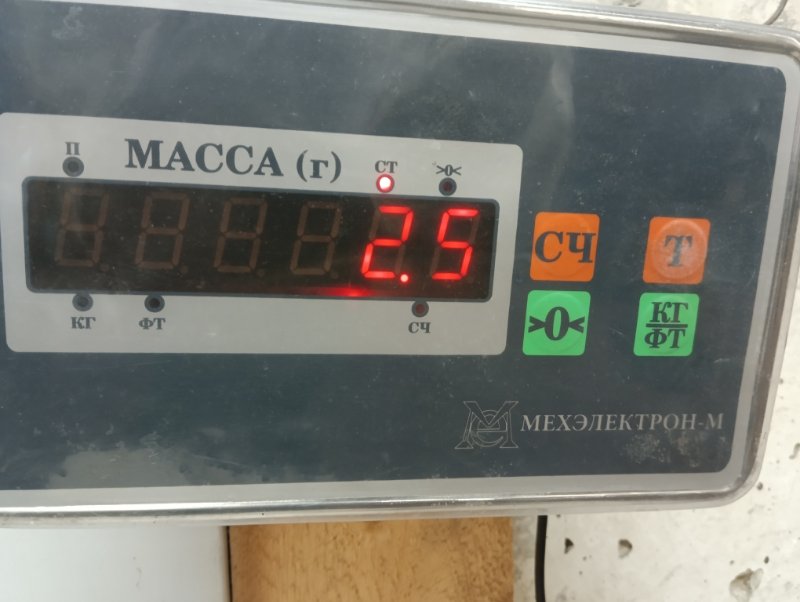 П МАССА (г) СТ >0<
2.5
КГ ФТ СЧ
СЧ Т
>0< КГ
ФТ
МЕХЭЛЕКТРОН-М